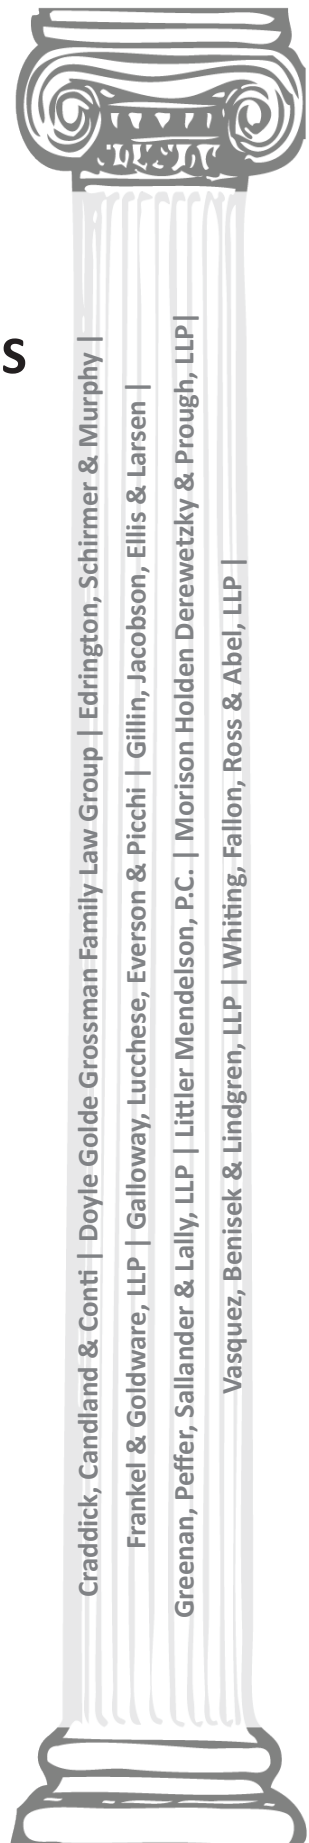 s
Craddick, Candland & Conti | Doyle Golde Grossman Family Law Group | Edrington, Schirmer & Murphy |
Frankel & Goldware, LLP | Galloway, Lucchese, Everson & Picchi | Gillin, Jacobson, Ellis & Larsen |
Greenan, Peffer, Sallander & Lally, LLP | Littler Mendelson, P.C. | Morison Holden Derewetzky & Prough, LLP|
Vasquez, Benisek & Lindgren, LLP | Whiting, Fallon, Ross & Abel, LLP |